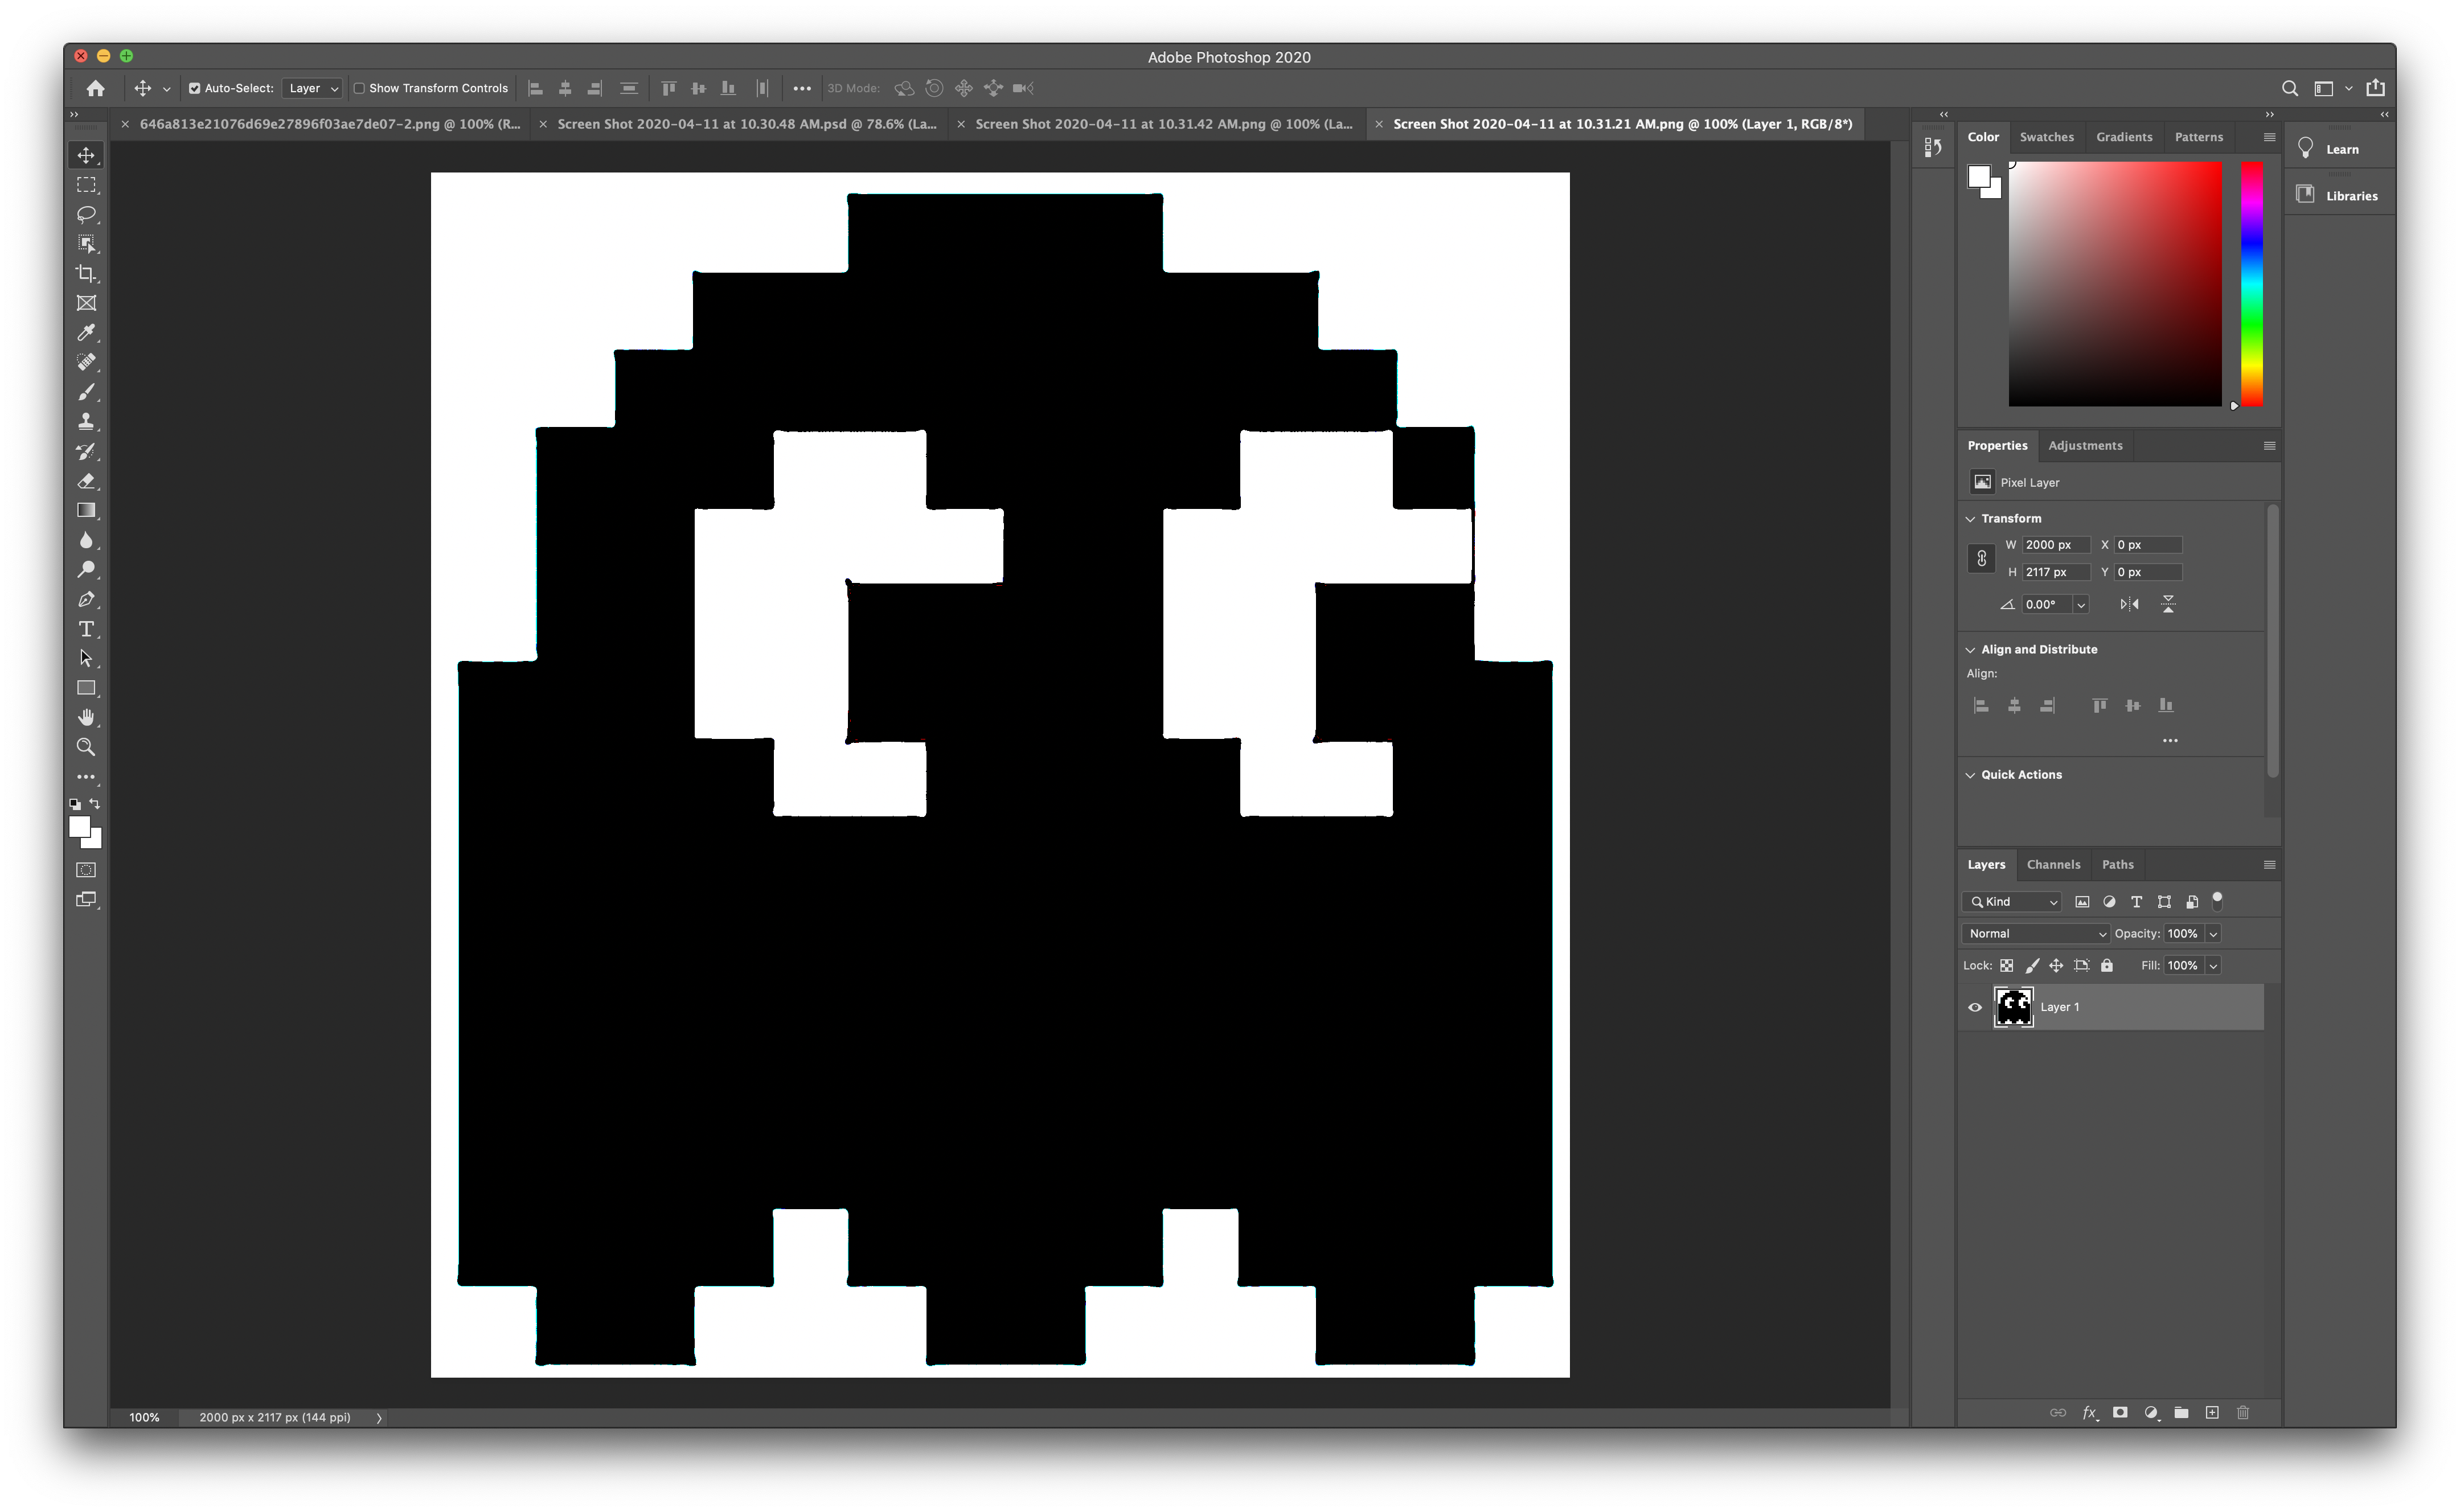 Adobe Photoshop 2020
Auto-Select: Layer Show Transform Controls 3D Mode:
646a813e21076d69e27896f03ae7de07-2.png @ 100% (R... Screen Shot 2020-04-11 at 10.30.48 AM.psd @ 78.6% (La... Screen Shot 2020-04-11 at 10.31.42 AM.png @ 100% (La... Screen Shot 2020-04-11 at 10.31.21 AM.png @ 100% (Layer 1, RGB/8*)
Color Swatches Gradients Patterns
Learn
Libraries
Properties Adjustments
Pixel Layer
Transform
W 2000 px X 0 px
H 2117 px Y 0 px
0.00°
Align and Distribute
Align:
Quick Actions
Layers Channels Paths
Kind
Normal Opacity: 100%
Lock: Fill: 100%
Layer 1
100% 2000 px x 2117 px (144 ppi)